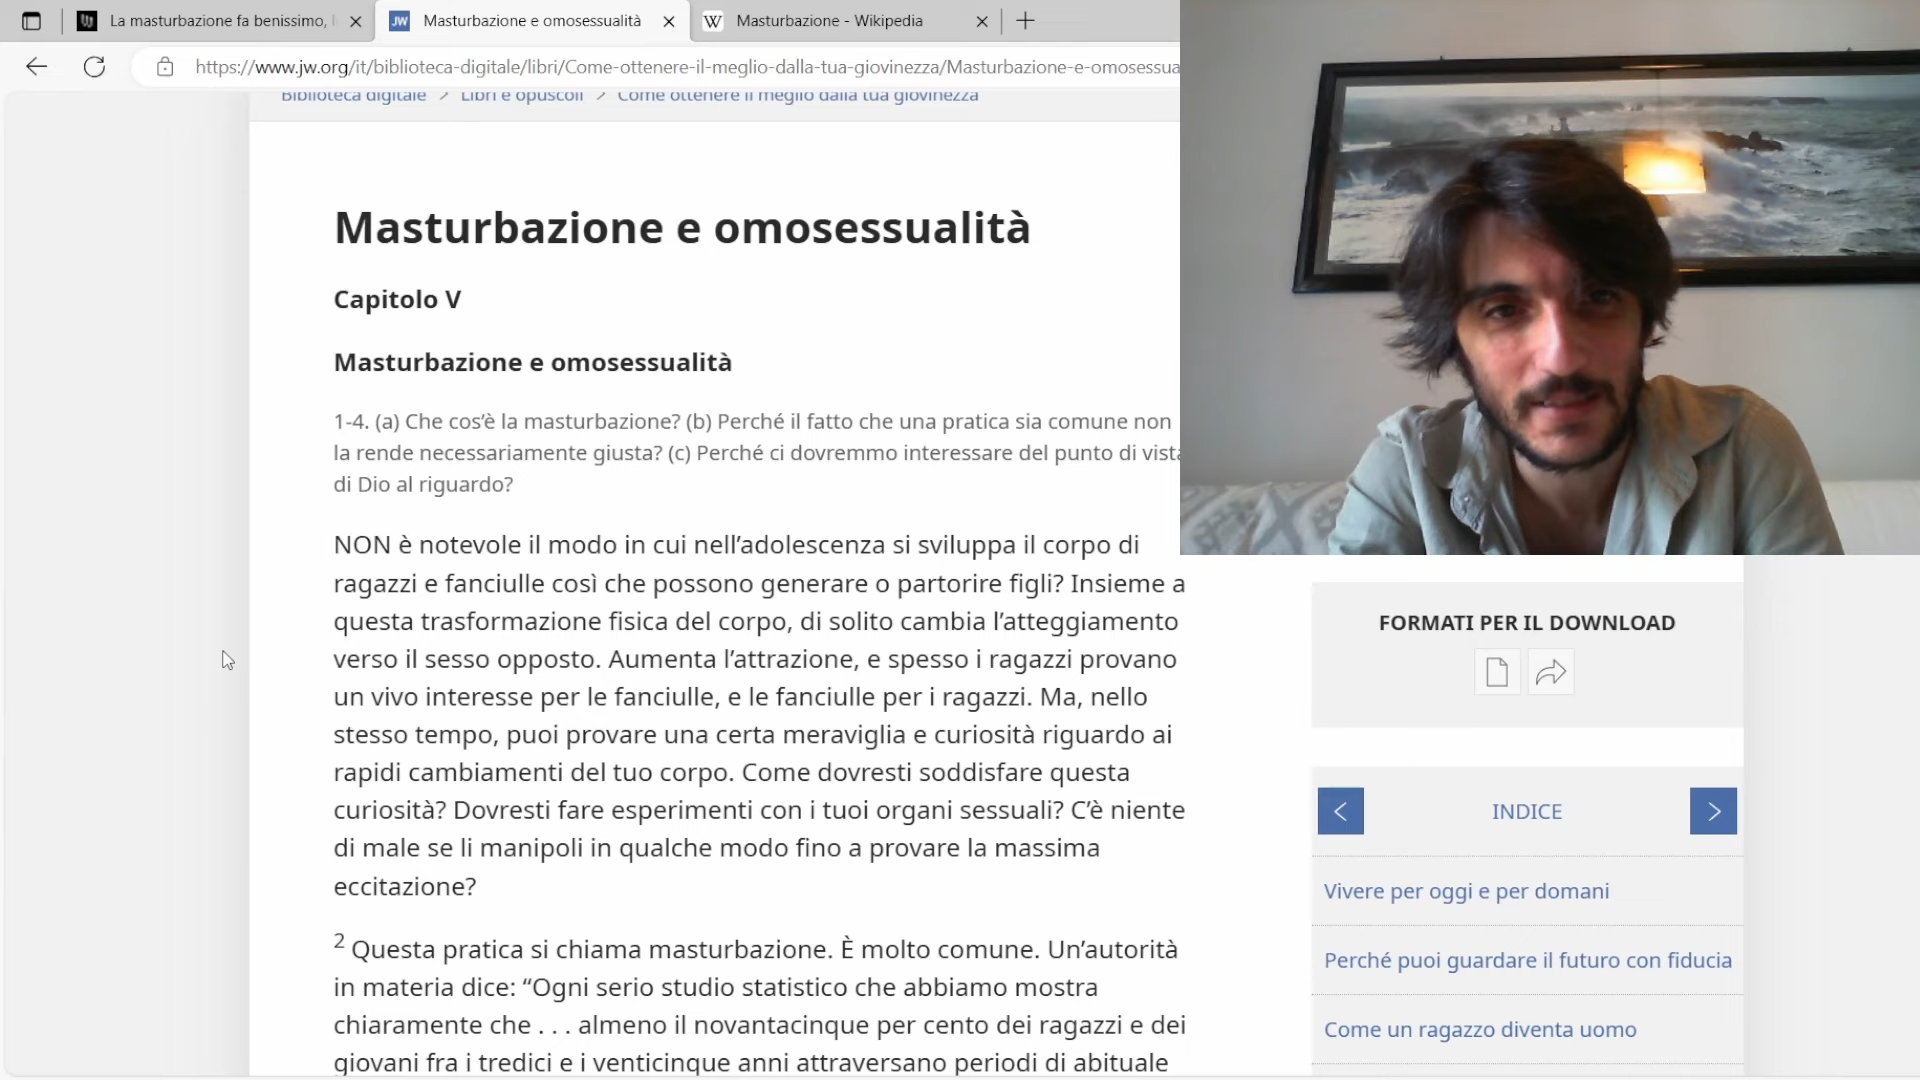 La masturbazione fa benissimo,
JW
Masturbazione e omosessualità
W
Masturbazione - Wikipedia
https://www.jw.org/it/biblioteca-digitale/libri/Come-ottenere-il-meglio-dalla-tua-giovinezza/Masturbazione-e-omosessua
Biblioteca digitale > Libri e opuscoli > Come ottenere il meglio dalla tua giovinezza
Masturbazione e omosessualità
Capitolo V
Masturbazione e omosessualità
1-4. (a) Che cos’è la masturbazione? (b) Perché il fatto che una pratica sia comune non
la rende necessariamente giusta? (c) Perché ci dovremmo interessare del punto di vista
di Dio al riguardo?
NON è notevole il modo in cui nell’adolescenza si sviluppa il corpo di
ragazzi e fanciulle così che possono generare o partorire figli? Insieme a
questa trasformazione fisica del corpo, di solito cambia l’atteggiamento
verso il sesso opposto. Aumenta l’attrazione, e spesso i ragazzi provano
un vivo interesse per le fanciulle, e le fanciulle per i ragazzi. Ma, nello
stesso tempo, puoi provare una certa meraviglia e curiosità riguardo ai
rapidi cambiamenti del tuo corpo. Come dovresti soddisfare questa
curiosità? Dovresti fare esperimenti con i tuoi organi sessuali? C’è niente
di male se li manipoli in qualche modo fino a provare la massima
eccitazione?
2 Questa pratica si chiama masturbazione. È molto comune. Un’autorità
in materia dice: “Ogni serio studio statistico che abbiamo mostra
chiaramente che . . . almeno il novantacinque per cento dei ragazzi e dei
giovani fra i tredici e i venticinque anni attraversano periodi di abituale
FORMATI PER IL DOWNLOAD
INDICE
Vivere per oggi e per domani
Perché puoi guardare il futuro con fiducia
Come un ragazzo diventa uomo